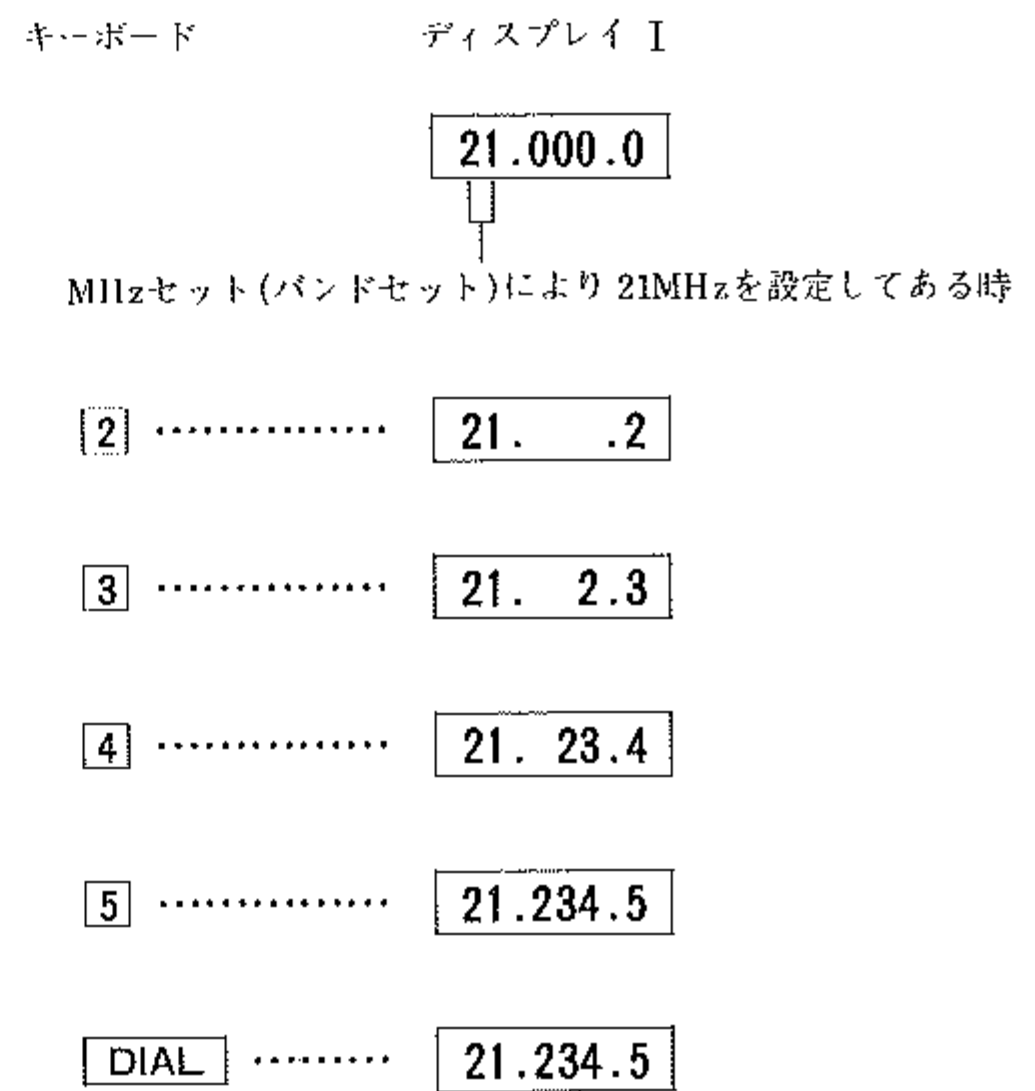 キーボード ディスプレイ I
21.000.0
MHzセット(バンドセット)により 21MHzを設定してある時
2 ............... 21. .2
3 ............... 21. 2.3
4 ............... 21. 23.4
5 ............... 21.234.5
DIAL ......... 21.234.5